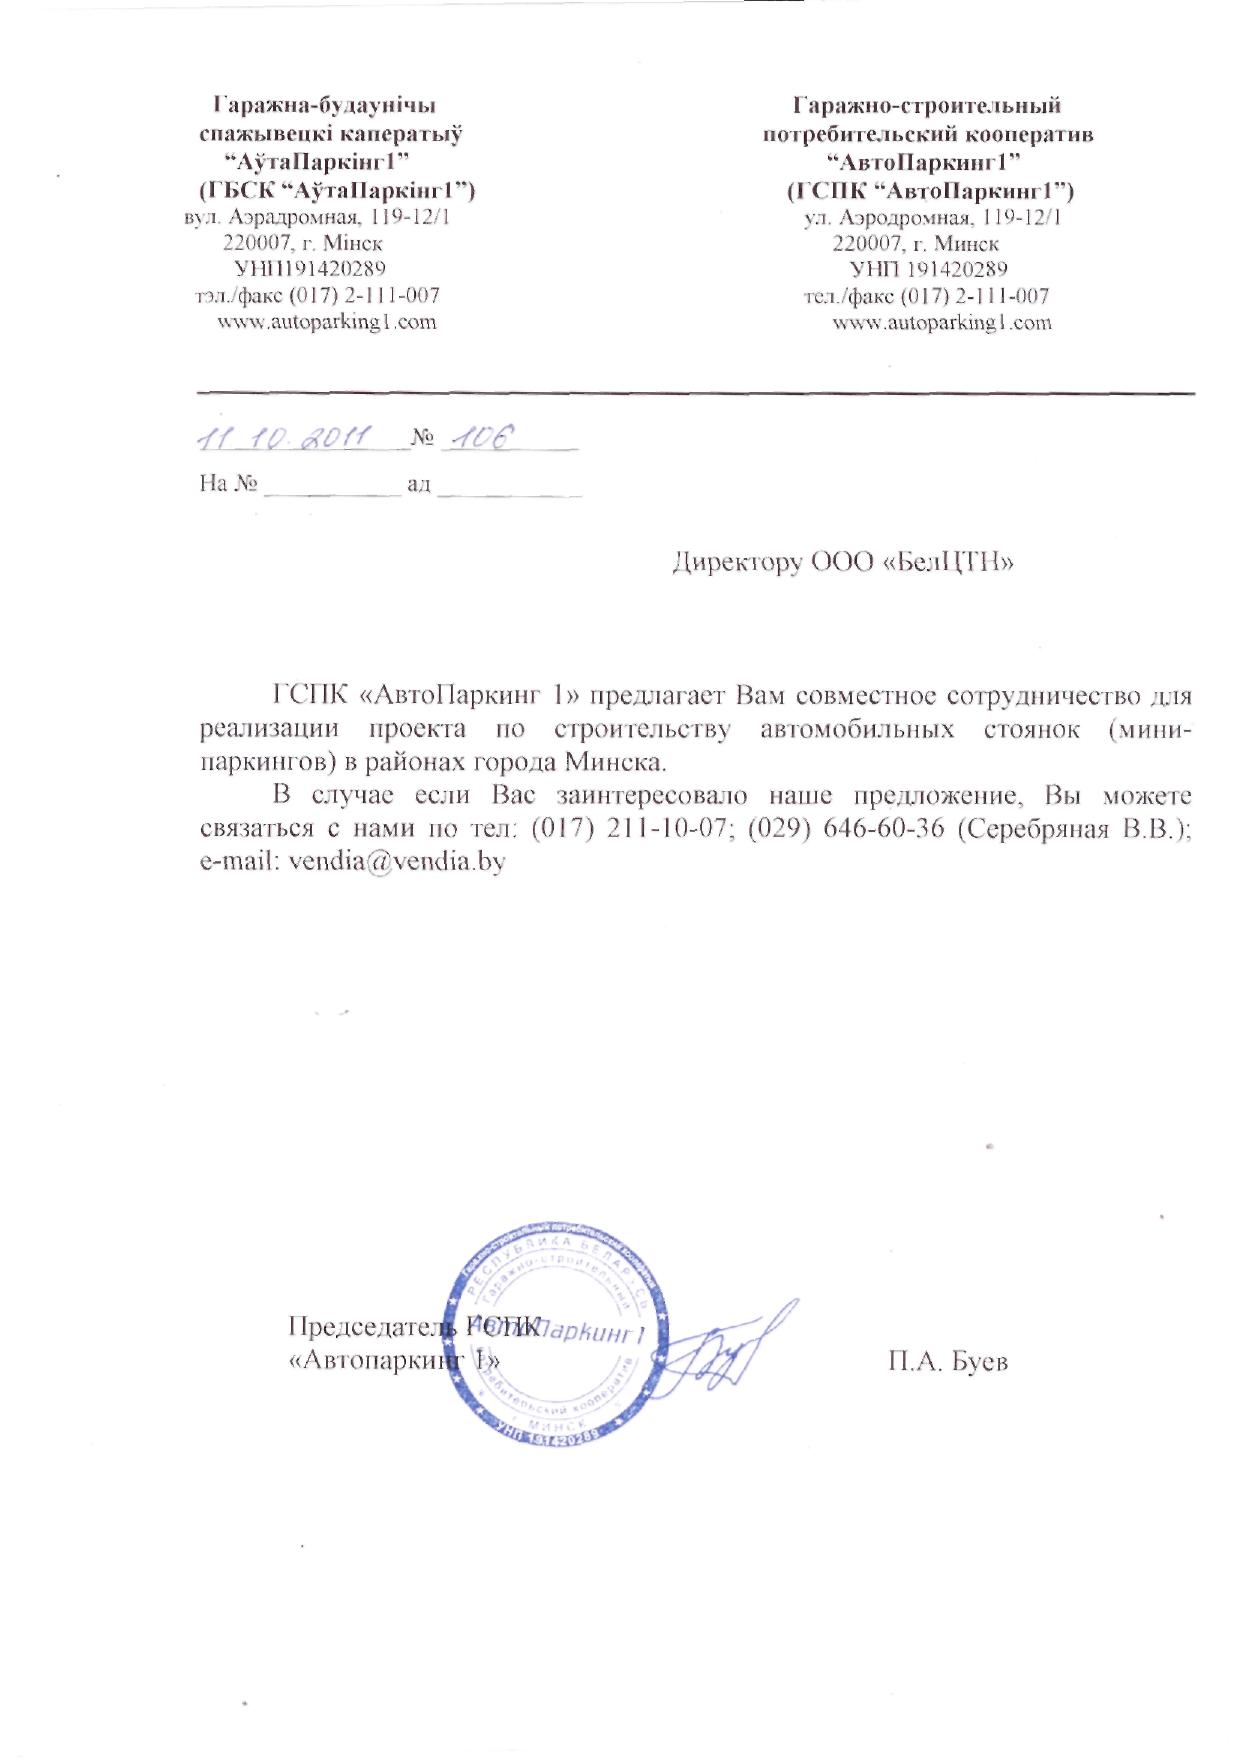 Гаражна-будаунічы
спажывецкі каператыў
“АўтаПаркінг1”
(ГБСК “АўтаПаркінг1”)
вул. Аэрадромная, 119-12/1
220007, г. Мінск
УНП191420289
тэл./факс (017) 2-111-007
www.autoparking1.com
Гаражно-строительный
потребительский кооператив
“АвтоПаркинг1”
(ГСПК “АвтоПаркинг1”)
ул. Аэродромная, 119-12/1
220007, г. Минск
УНП 191420289
тел./факс (017) 2-111-007
www.autoparking1.com
11 10. 2011 № 106
На № ____________ ад ____________
Директору ООО «БелЦТН»
ГСПК «АвтоПаркинг 1» предлагает Вам совместное сотрудничество для
реализации проекта по строительству автомобильных стоянок (мини-
паркингов) в районах города Минска.
В случае если Вас заинтересовало наше предложение, Вы можете
связаться с нами по тел: (017) 211-10-07; (029) 646-60-36 (Серебряная В.В.);
e-mail: vendia@vendia.by
Председатель ГСПК
«Автопаркинг 1»
П.А. Буев
Гаражно-строительный потребительский кооператив
РЕСПУБЛИКА БЕЛАРУСЬ
Гаражно-строительный
АвтоПаркинг1
потребительский кооператив
г. МИНСК
УНП 191420289